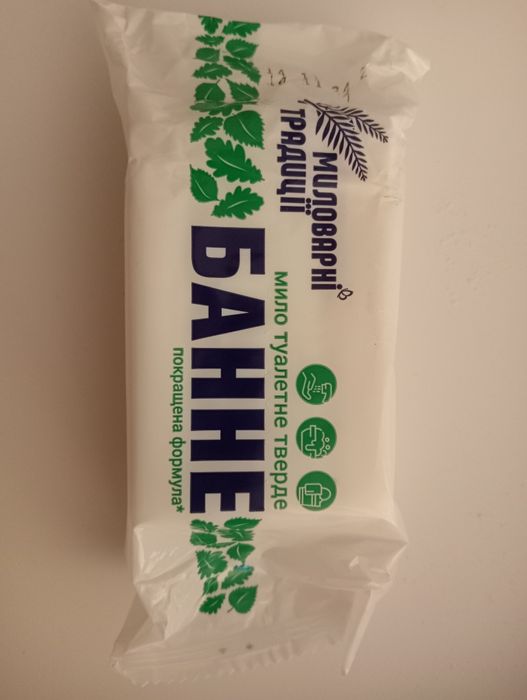 МИЛОВАРНІ
ТРАДИЦІЇ
мило туалетне тверде
БАННЕ
покращена формула*